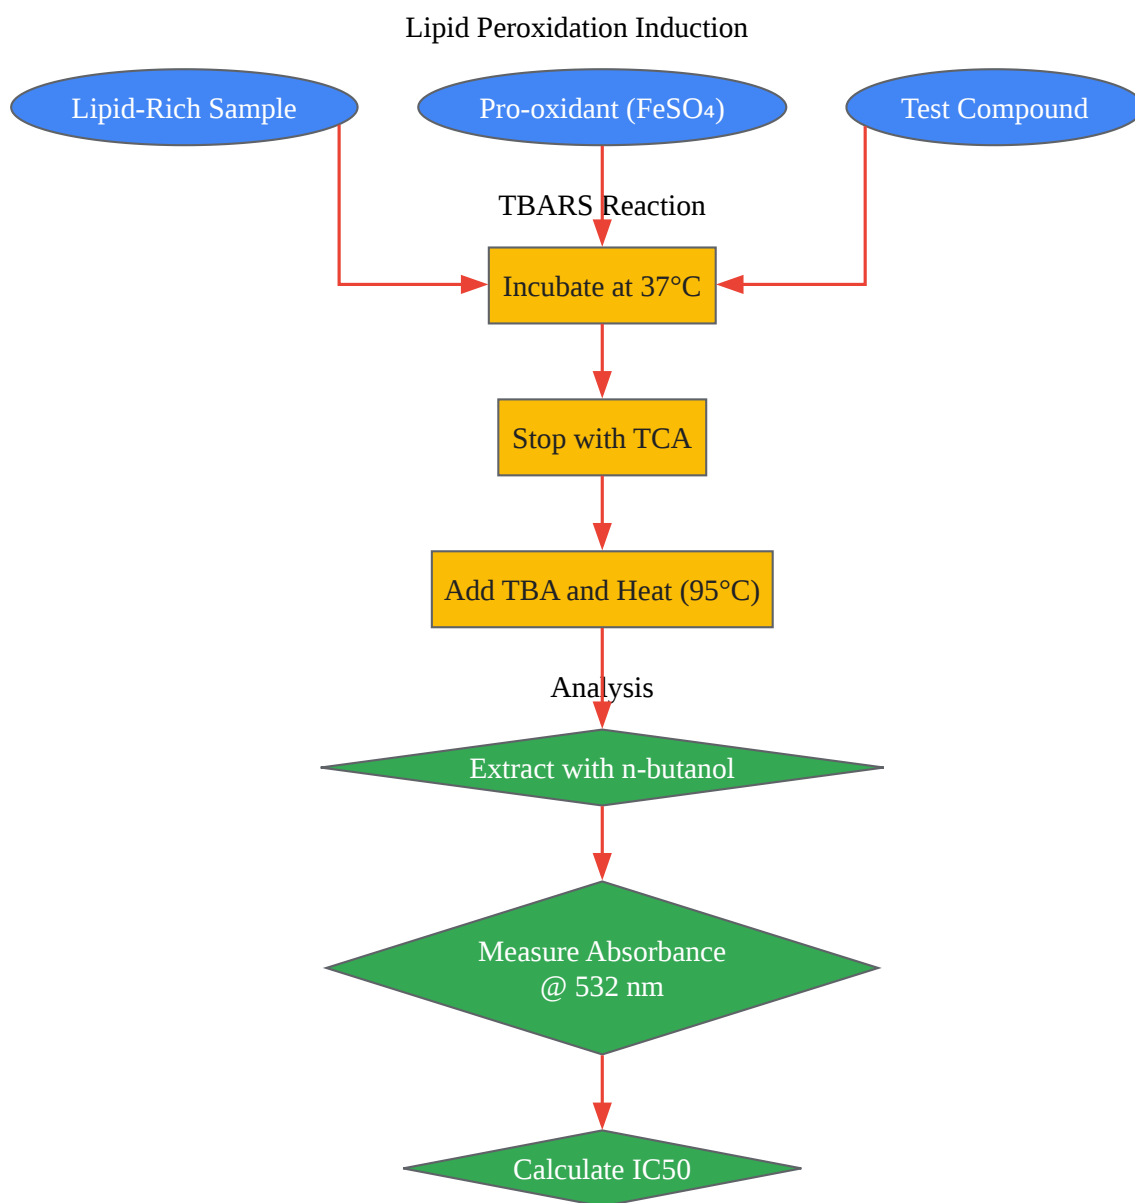 Lipid Peroxidation Induction
Lipid-Rich Sample
Pro-oxidant (FeSO₄)
Test Compound
TBARS Reaction
Incubate at 37°C
Stop with TCA
Add TBA and Heat (95°C)
Analysis
Extract with n-butanol
Measure Absorbance
@ 532 nm
Calculate IC50